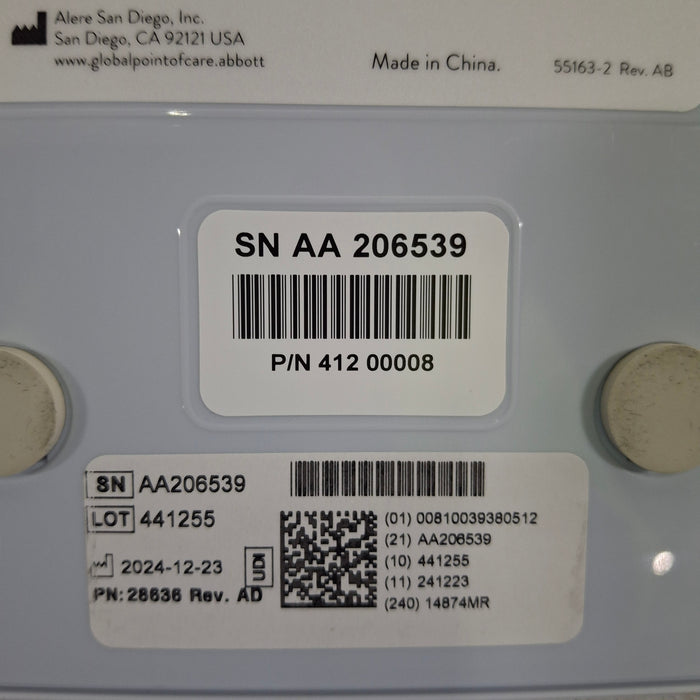 Alere San Diego, Inc.
San Diego, CA 92121 USA
www.globalpointofcare.abbott
Made in China.
55163-2 Rev. AB
SN AA 206539
P/N 412 00008
SN AA206539
LOT 441255
2024-12-23
UDI
PN: 28636 Rev. AD
(01) 00810039380512
(21) AA206539
(10) 441255
(11) 241223
(240) 14874MR